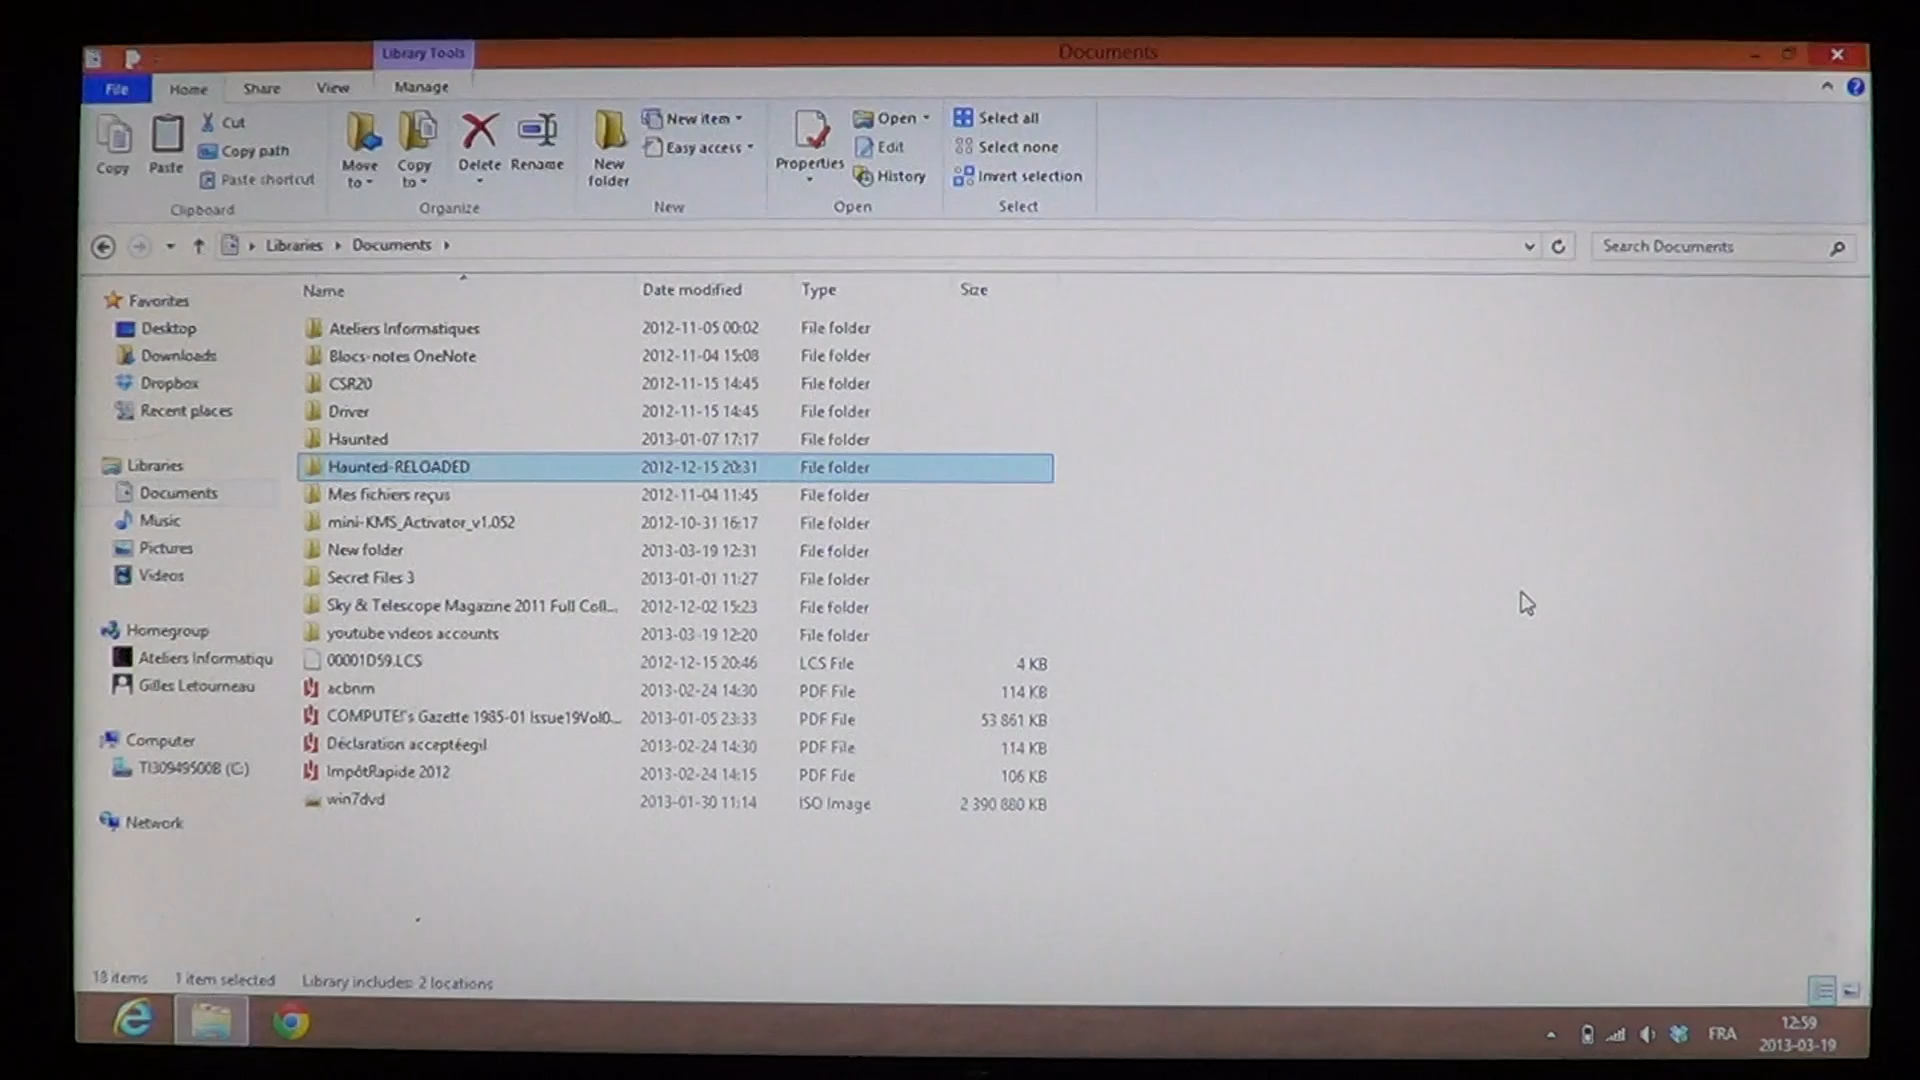 Library Tools
Documents
File
Home
Share
View
Manage
Copy
Paste
Cut
Copy path
Paste shortcut
Clipboard
Move to
Copy to
Delete
Rename
Organize
New folder
New item
Easy access
New
Properties
Open
Edit
History
Open
Select all
Select none
Invert selection
Select
Libraries
Documents
Search Documents
Name Date modified Type Size
Favorites
Desktop
Downloads
Dropbox
Recent places
Libraries
Documents
Music
Pictures
Videos
Homegroup
Ateliers Informatiqu
Gilles Letourneau
Computer
TI30949500B (C:)
Network
Ateliers Informatiques 2012-11-05 00:02 File folder
Blocs-notes OneNote 2012-11-04 15:08 File folder
CSR20 2012-11-15 14:45 File folder
Driver 2012-11-15 14:45 File folder
Haunted 2013-01-07 17:17 File folder
Haunted-RELOADED 2012-12-15 20:31 File folder
Mes fichiers reçus 2012-11-04 11:45 File folder
mini-KMS_Activator_v1.052 2012-10-31 16:17 File folder
New folder 2013-03-19 12:31 File folder
Secret Files 3 2013-01-01 11:27 File folder
Sky & Telescope Magazine 2011 Full Coll... 2012-12-02 15:23 File folder
youtube videos accounts 2013-03-19 12:20 File folder
00001D59.LCS 2012-12-15 20:46 LCS File 4 KB
acbnm 2013-02-24 14:30 PDF File 114 KB
COMPUTE!'s Gazette 1985-01 Issue19Vol0... 2013-01-05 23:33 PDF File 53 861 KB
Déclaration acceptéegil 2013-02-24 14:30 PDF File 114 KB
ImpôtRapide 2012 2013-02-24 14:15 PDF File 106 KB
win7dvd 2013-01-30 11:14 ISO Image 2 390 880 KB
18 items 1 item selected Library includes: 2 locations
FRA
12:59
2013-03-19